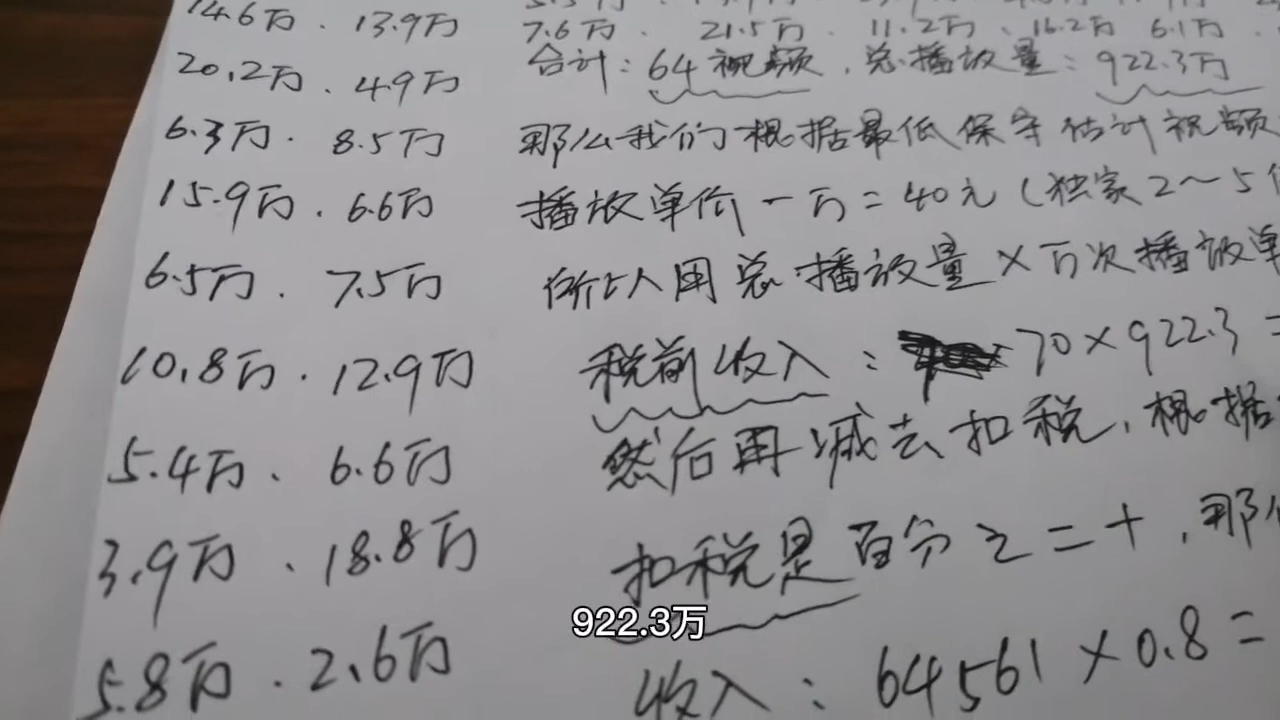 14.6万、13.9万
20.2万、4.9万
6.3万、8.5万
15.9万、6.6万
6.5万、7.5万
10.8万、12.9万
5.4万、6.6万
3.9万、18.8万
5.8万、2.6万
7.6万、21.5万、11.2万、16.2万 6.1万、
合计：64视频，总播放量：922.3万
那么我们根据最低保守估计视频
播放单价一万=40元（独家2～5
所以用总播放量×万次播放单
税前收入：70×922.3=
然后再减去扣税，根据
扣税是百分之二十，那
收入：64561×0.8=
922.3万